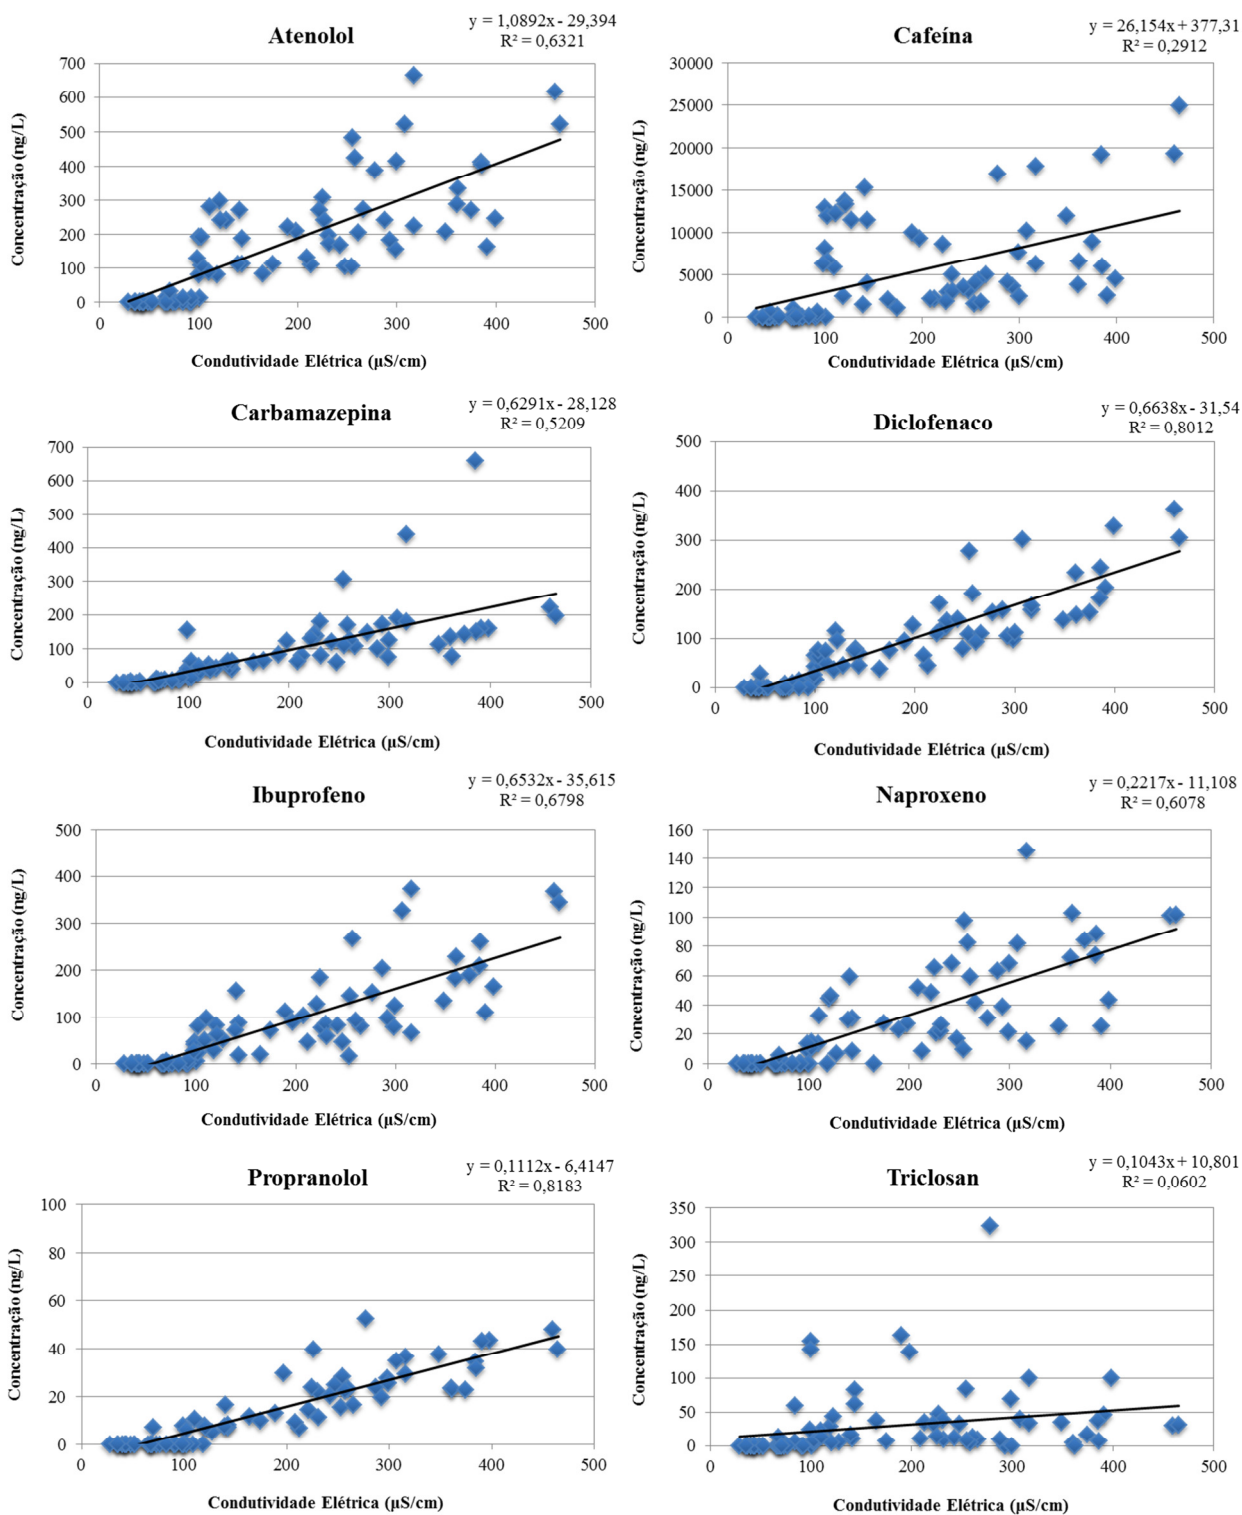 Atenolol
y = 1,0892x - 29,394
R² = 0,6321
Concentração (ng/L)
700
600
500
400
300
200
100
0
0 100 200 300 400 500
Condutividade Elétrica (µS/cm)
Cafeína
y = 26,154x + 377,31
R² = 0,2912
Concentração (ng/L)
30000
25000
20000
15000
10000
5000
0
0 100 200 300 400 500
Condutividade Elétrica (µS/cm)
Carbamazepina
y = 0,6291x - 28,128
R² = 0,5209
Concentração (ng/L)
700
600
500
400
300
200
100
0
0 100 200 300 400 500
Condutividade Elétrica (µS/cm)
Diclofenaco
y = 0,6638x - 31,54
R² = 0,8012
Concentração (ng/L)
500
400
300
200
100
0
0 100 200 300 400 500
Condutividade Elétrica (µS/cm)
Ibuprofeno
y = 0,6532x - 35,615
R² = 0,6798
Concentração (ng/L)
500
400
300
200
100
0
0 100 200 300 400 500
Condutividade Elétrica (µS/cm)
Naproxeno
y = 0,2217x - 11,108
R² = 0,6078
Concentração (ng/L)
160
140
120
100
80
60
40
20
0
0 100 200 300 400 500
Condutividade Elétrica (µS/cm)
Propranolol
y = 0,1112x - 6,4147
R² = 0,8183
Concentração (ng/L)
100
80
60
40
20
0
0 100 200 300 400 500
Condutividade Elétrica (µS/cm)
Triclosan
y = 0,1043x + 10,801
R² = 0,0602
Concentração (ng/L)
350
300
250
200
150
100
50
0
0 100 200 300 400 500
Condutividade Elétrica (µS/cm)